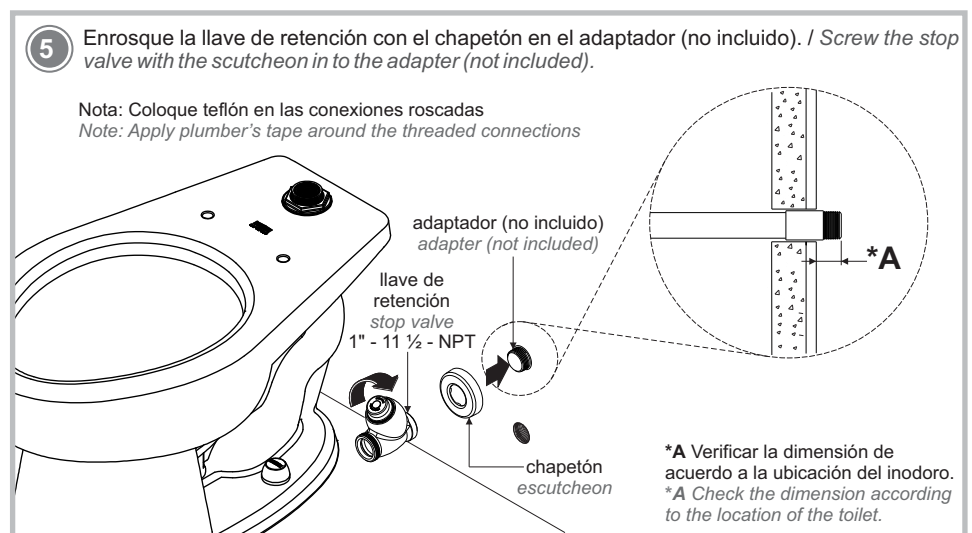 5
Enrosque la llave de retención con el chapetón en el adaptador (no incluido). / Screw the stop
valve with the scutcheon in to the adapter (not included).
Nota: Coloque teflón en las conexiones roscadas
Note: Apply plumber's tape around the threaded connections
adaptador (no incluido)
adapter (not included)
llave de
retención
stop valve
1" - 11 ½ - NPT
*A
chapetón
escutcheon
*A Verificar la dimensión de
acuerdo a la ubicación del inodoro.
*A Check the dimension according
to the location of the toilet.